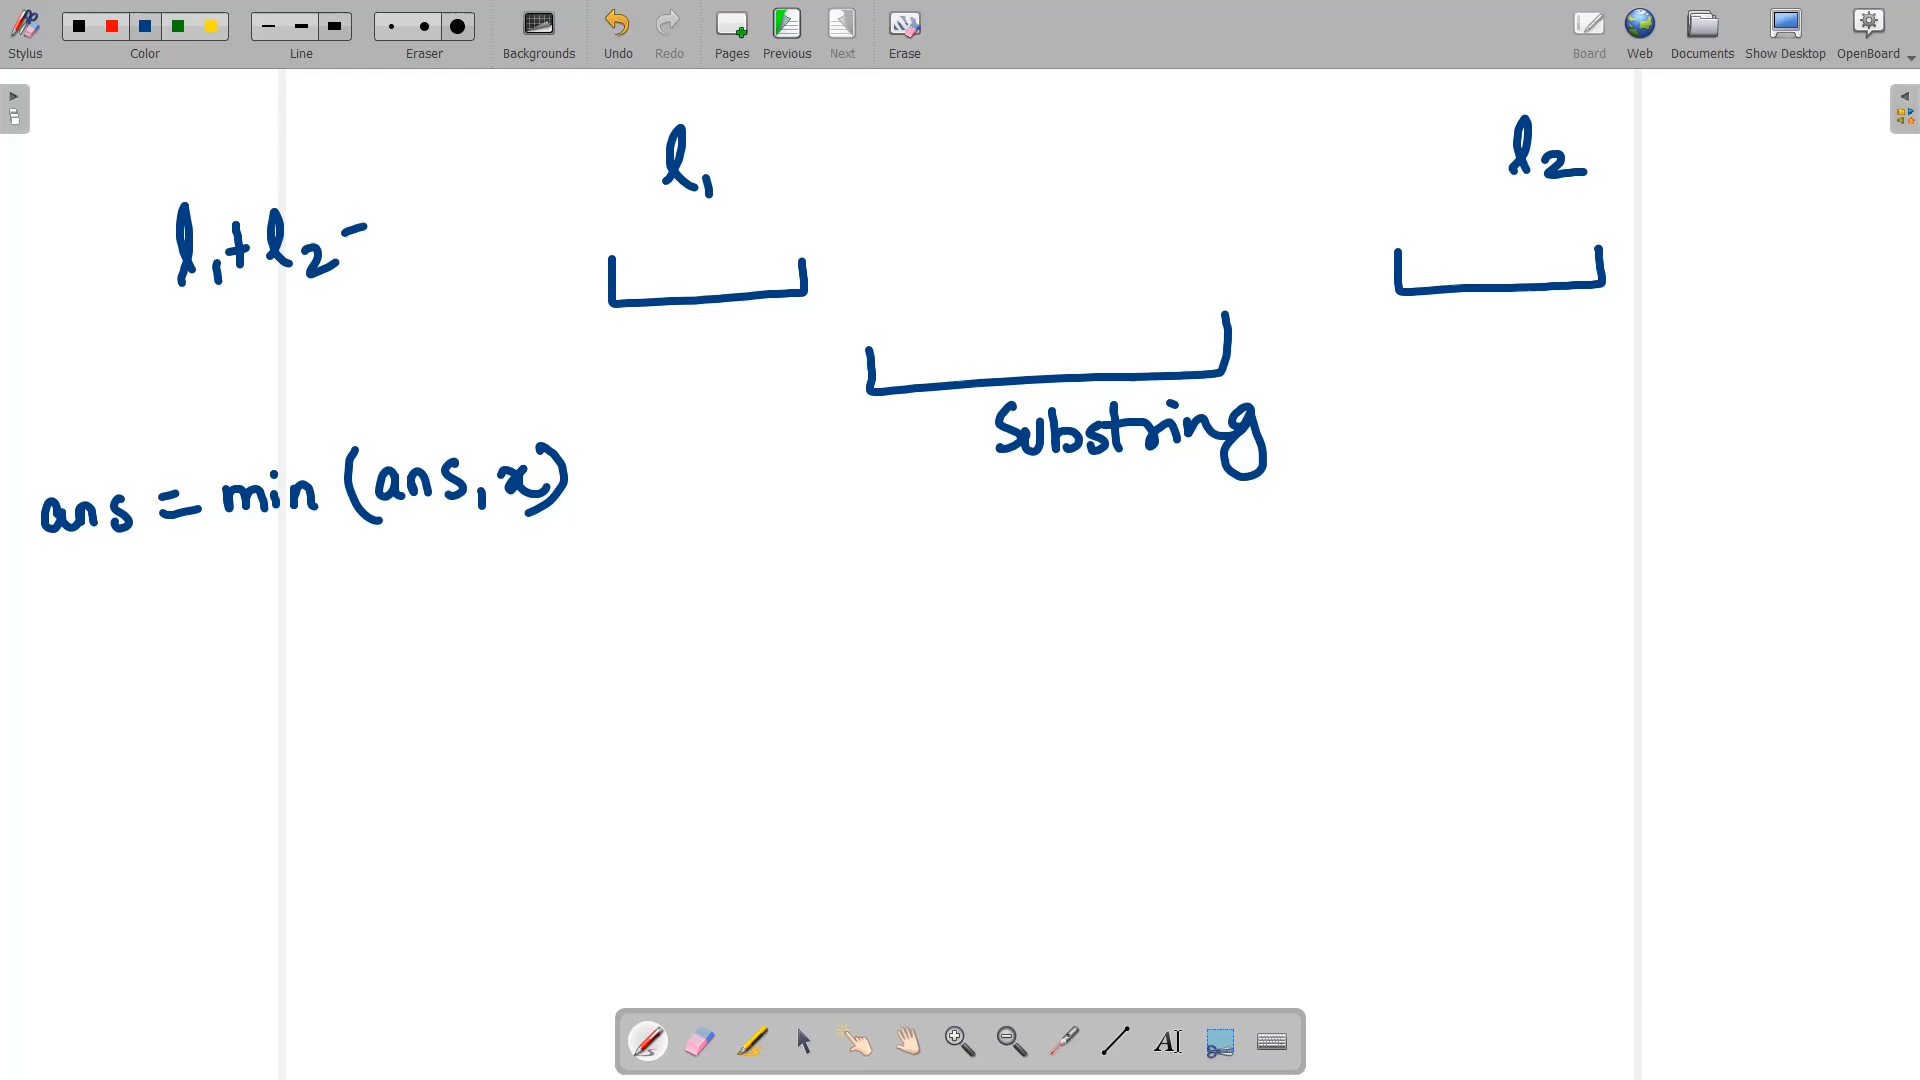 Stylus Color Line Eraser Backgrounds Undo Redo Pages Previous Next Erase Board Web Documents Show Desktop OpenBoard
l1 l2
l1+l2-
Substring
ans = min (ans, x)
AI